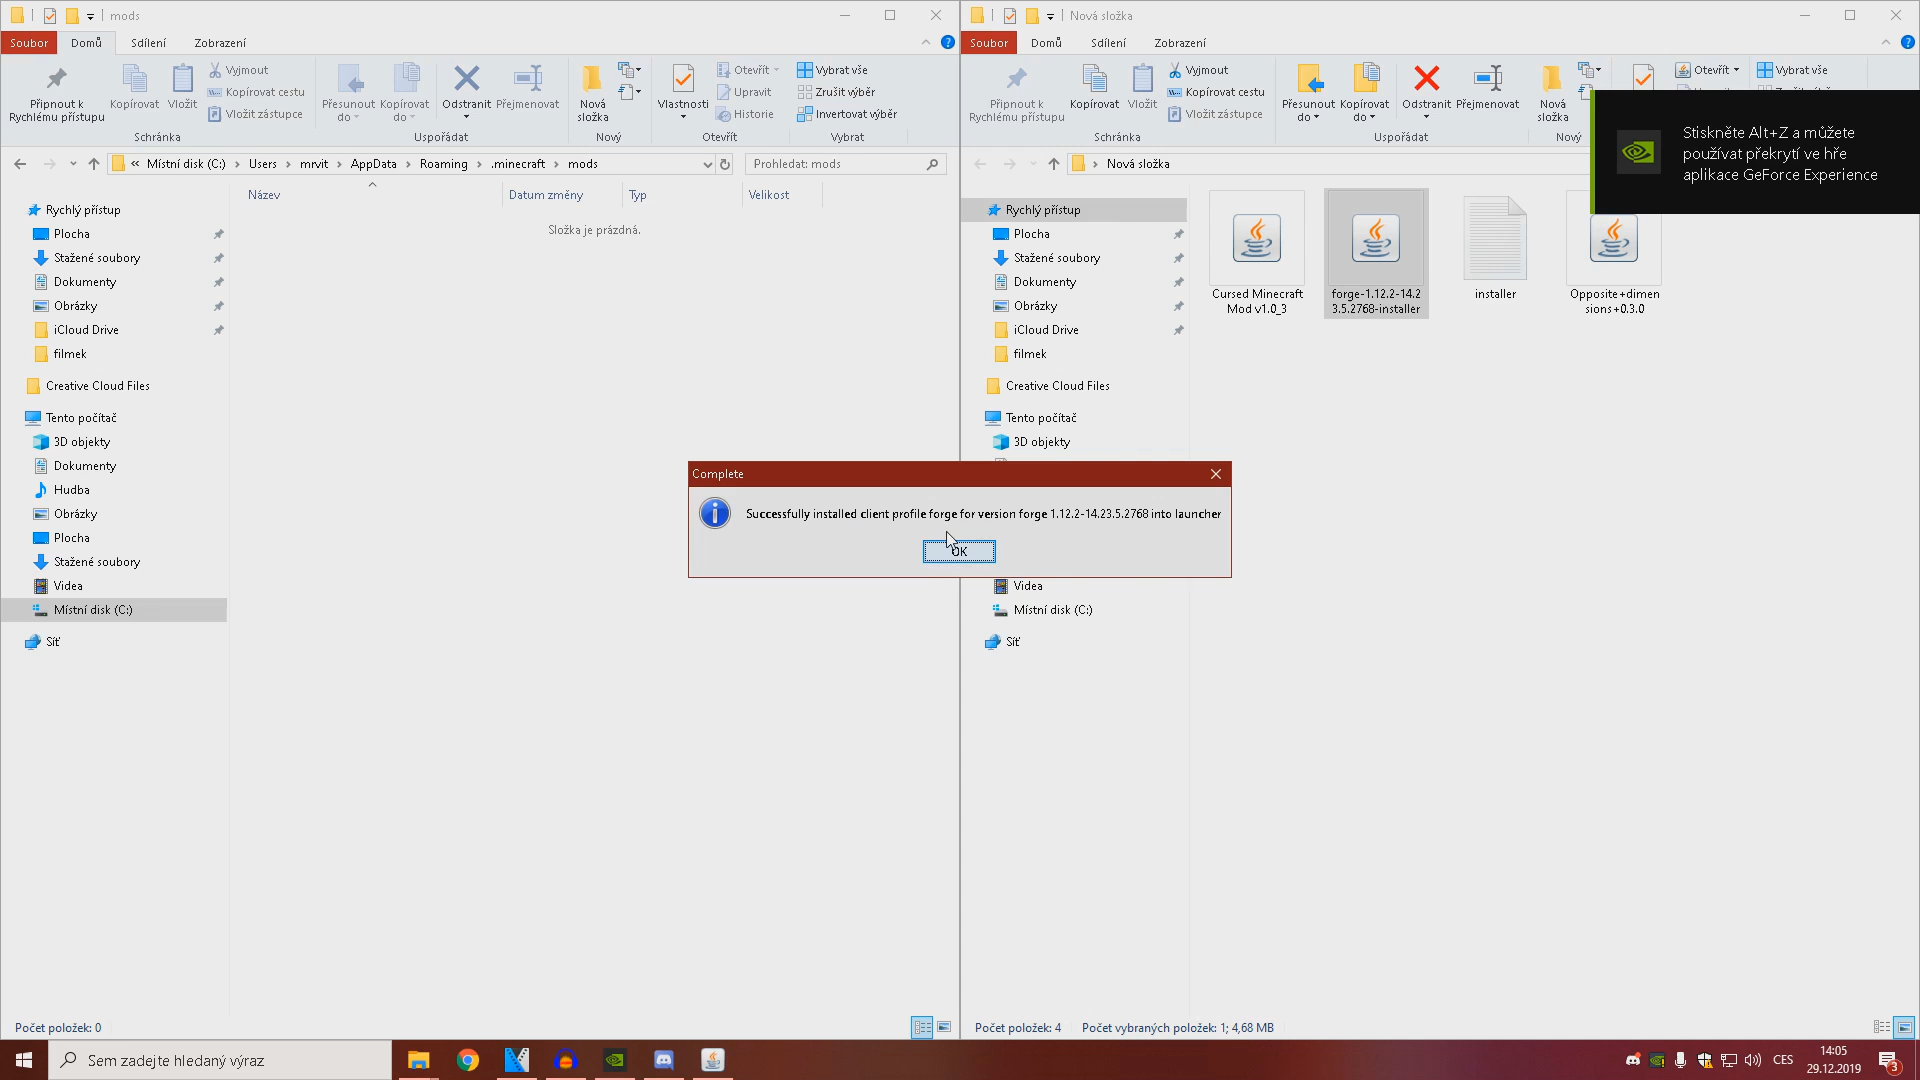 mods
Soubor
Domů
Sdílení
Zobrazení
Připnout k
Rychlému přístupu
Kopírovat
Vložit
Vyjmout
Kopírovat cestu
Vložit zástupce
Schránka
Přesunout
do
Kopírovat
do
Odstranit
Přejmenovat
Uspořádat
Nová
složka
Nový
Vlastnosti
Otevřít
Upravit
Historie
Otevřít
Vybrat vše
Zrušit výběr
Invertovat výběr
Vybrat
« Místní disk (C:) > Users > mrvit > AppData > Roaming > .minecraft > mods
Prohledat: mods
Název
Datum změny
Typ
Velikost
Složka je prázdná.
Rychlý přístup
Plocha
Stažené soubory
Dokumenty
Obrázky
iCloud Drive
filmek
Creative Cloud Files
Tento počítač
3D objekty
Dokumenty
Hudba
Obrázky
Plocha
Stažené soubory
Videa
Místní disk (C:)
Síť
Počet položek: 0
Nová složka
Soubor
Domů
Sdílení
Zobrazení
Připnout k
Rychlému přístupu
Kopírovat
Vložit
Vyjmout
Kopírovat cestu
Vložit zástupce
Schránka
Přesunout
do
Kopírovat
do
Odstranit
Přejmenovat
Uspořádat
Nová
složka
Nový
Otevřít
Vybrat vše
Stiskněte Alt+Z a můžete
používat překrytí ve hře
aplikace GeForce Experience
> Nová složka
Rychlý přístup
Plocha
Stažené soubory
Dokumenty
Obrázky
iCloud Drive
filmek
Creative Cloud Files
Tento počítač
3D objekty
Videa
Místní disk (C:)
Síť
Cursed Minecraft
Mod v1.0_3
forge-1.12.2-14.2
3.5.2768-installer
installer
Opposite+dimen
sions+0.3.0
Complete
Successfully installed client profile forge for version forge 1.12.2-14.23.5.2768 into launcher
OK
Počet položek: 4
Počet vybraných položek: 1; 4,68 MB
Sem zadejte hledaný výraz
CES
14:05
29.12.2019
3